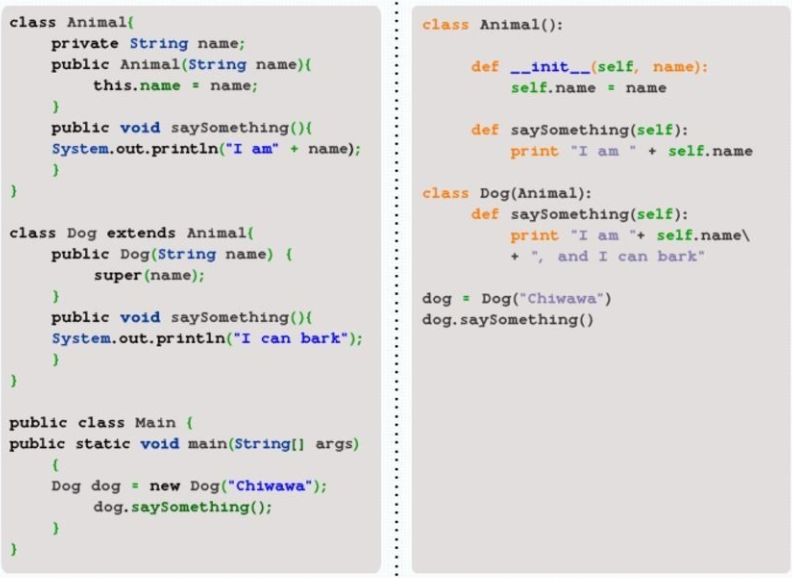 class Animal{
private String name;
public Animal(String name){
this.name = name;
}
public void saySomething(){
System.out.println("I am" + name);
}
}
class Dog extends Animal{
public Dog(String name) {
super(name);
}
public void saySomething(){
System.out.println("I can bark");
}
}
public class Main {
public static void main(String[] args)
{
Dog dog = new Dog("Chiwawa");
dog.saySomething();
}
}
class Animal():
def __init__(self, name):
self.name = name
def saySomething(self):
print "I am " + self.name
class Dog(Animal):
def saySomething(self):
print "I am "+ self.name\
+ ", and I can bark"
dog = Dog("Chiwawa")
dog.saySomething()